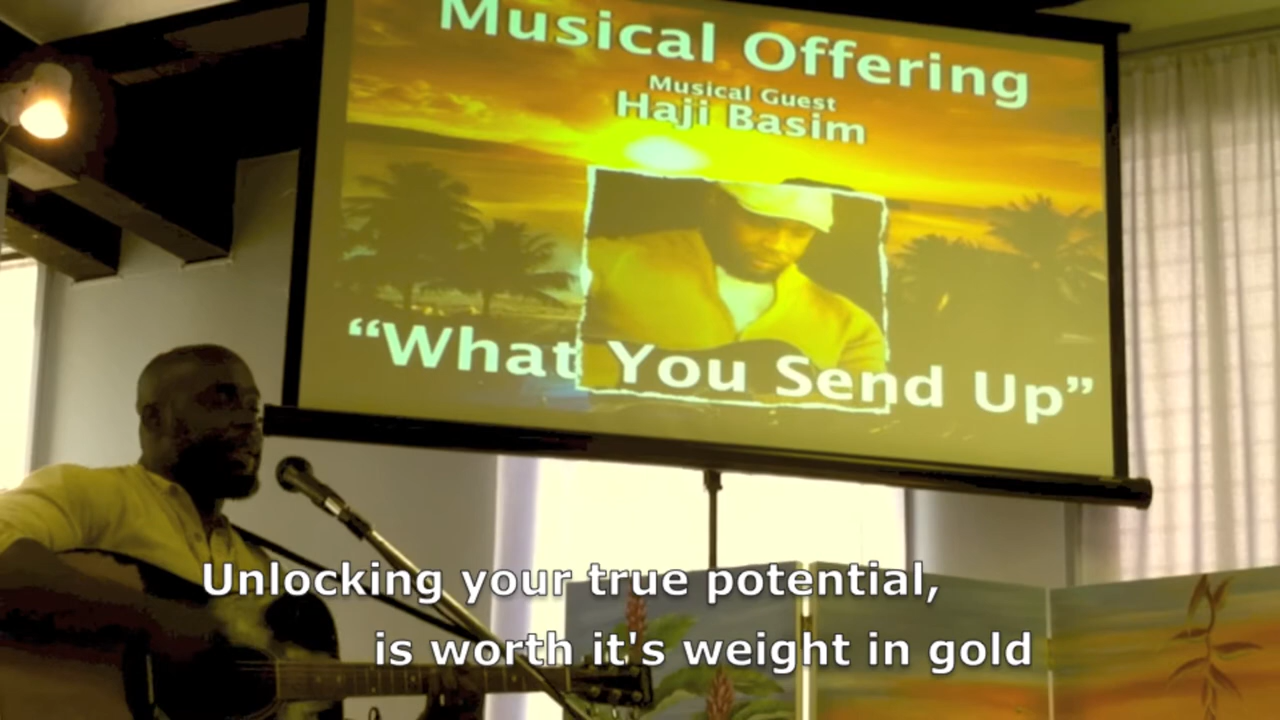 Musical Offering
Musical Guest
Haji Basim
“What You Send Up”
Unlocking your true potential,
is worth it's weight in gold